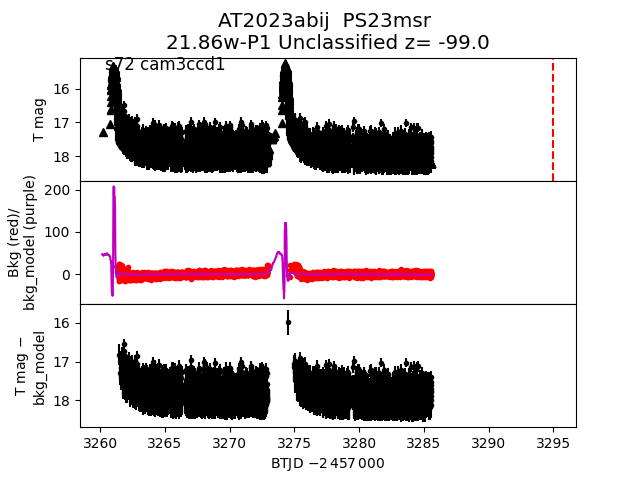 AT2023abij  PS23msr
21.86w-P1 Unclassified z= -99.0
s72 cam3ccd1
T mag
16
17
18
Bkg (red)/
bkg_model (purple)
200
100
0
T mag −
bkg_model
16
17
18
3260 3265 3270 3275 3280 3285 3290 3295
BTJD −2 457 000